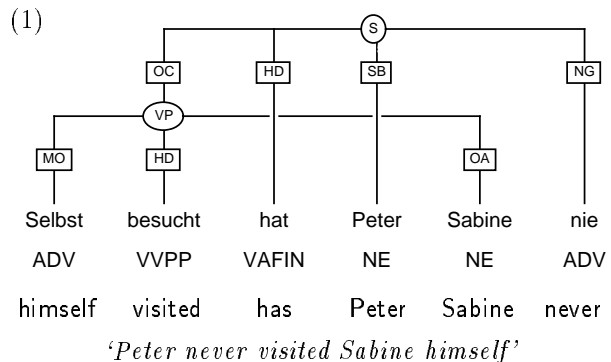 (1)
S
OC HD SB NG
VP
MO HD OA
Selbst besucht hat Peter Sabine nie
ADV VVPP VAFIN NE NE ADV
himself visited has Peter Sabine never
‘Peter never visited Sabine himself’